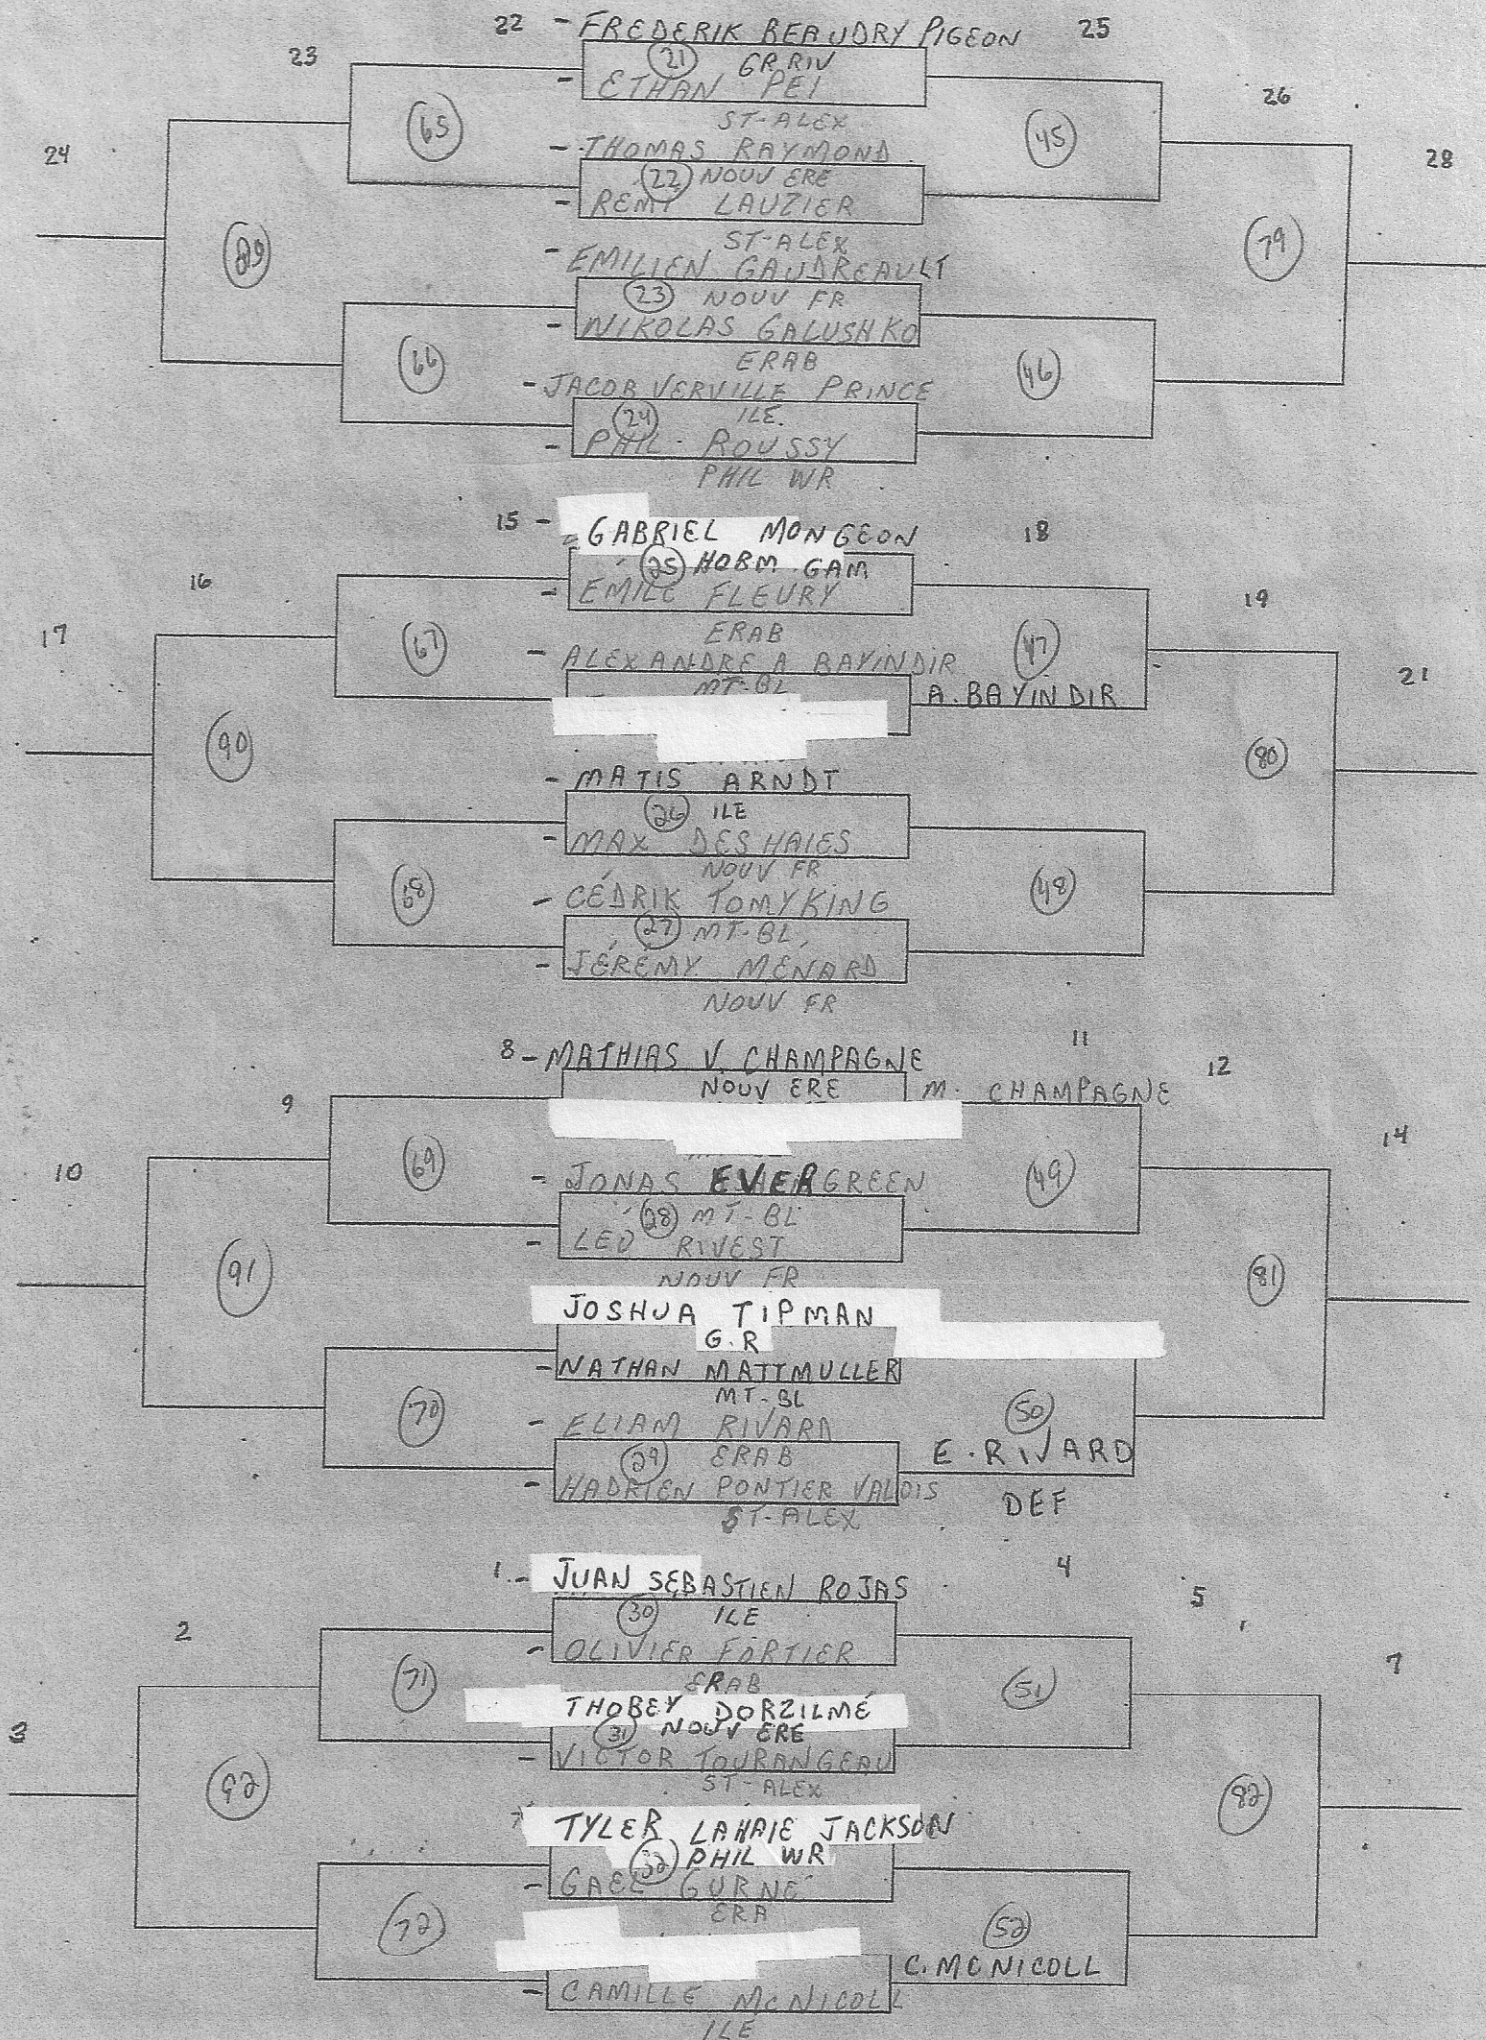 22 - FREDERIK BEAUDRY PIGEON 25
23 (21) GR.RIV
- ETHAN PEI
26
ST-ALEX
(65) (45)
- THOMAS RAYMOND
24 28
(22) NOUV ERE
- RÉMI LAUZIER
ST-ALEX
(89) (79)
- EMILIEN GAUDREAULT
(23) NOUV FR
- NIKOLAS GALUSHKO
ERAB
(66) (46)
- JACOB VERVILLE PRINCE
(24) ILE.
- PHIL. ROUSSY
PHIL WR
15 - GABRIEL MONGEON 18
(25) HORM GAM
16 19
- ÉMILE FLEURY
ERAB
17 (67) (47)
- ALEXANDRE A BAYINDIR
21
MT-BL A. BAYINDIR
(90) (80)
- MATIS ARNDT
(26) ILE
- MAX DESHAIES
NOUV FR
(68) (48)
- CÉDRIK TOMYKING
(27) MT-BL
- JÉRÉMY MÉNARD
NOUV FR
8 - MATHIAS V. CHAMPAGNE 11
12
NOUV ERE M. CHAMPAGNE
9
14
10 (69) (49)
- JONAS EVERGREEN
(28) MT-BL
- LÉO RIVEST
NOUV FR
(91) (81)
JOSHUA TIPMAN
G.R
- NATHAN MATTMULLER
MT-BL
(70) (50)
- ELIAM RIVARD
(29) ERAB E. RIVARD
- HADRIEN PONTIER VALOIS
DEF
ST-ALEX
1. - JUAN SEBASTIEN ROJAS 4
5
(30) ILE
2
- OLIVIER FORTIER
7
ERAB
(71) (51)
THOBEY DORZILMÉ
3
(31) NOUV ERE
- VICTOR TOURANGEAU
ST-ALEX
(92) (82)
TYLER LAHAIE JACKSON
(32) PHIL WR
- GAEL GURNÉ
ERA
(72) (52)
C. MCNICOLL
- CAMILLE McNICOLL
ILE